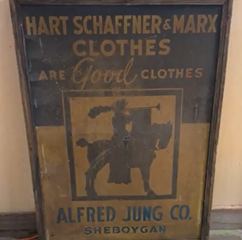 HART SCHAFFNER & MARX
CLOTHES
ARE Good CLOTHES
ALFRED JUNG CO.
SHEBOYGAN